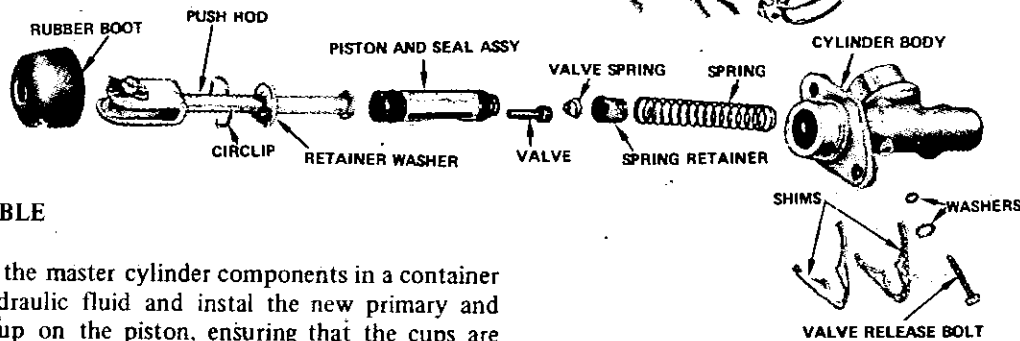 PUSH HOD
RUBBER BOOT
PISTON AND SEAL ASSY
CYLINDER BODY
VALVE SPRING
SPRING
CIRCLIP
RETAINER WASHER
VALVE
SPRING RETAINER
SHIMS
WASHERS
BLE
the master cylinder components in a container
draulic fluid and instal the new primary and
up on the piston, ensuring that the cups are
VALVE RELEASE BOLT